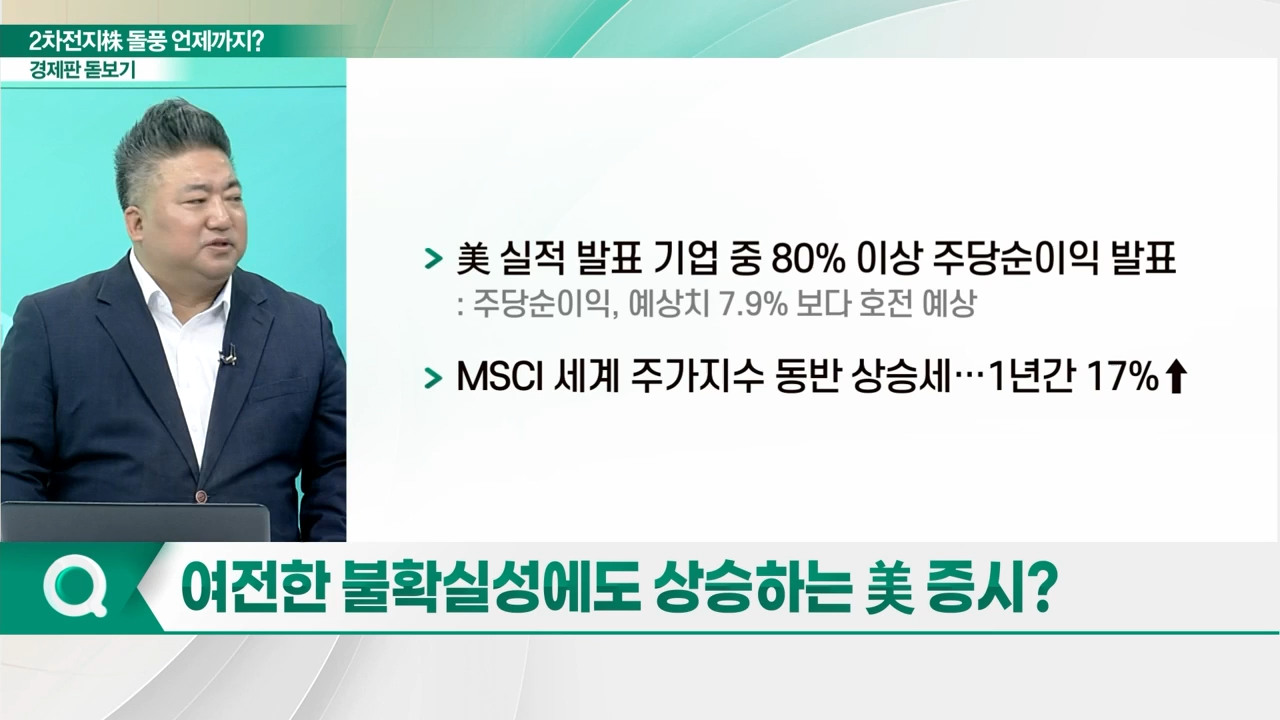 2차전지株 돌풍 언제까지?
경제판 돋보기
> 美 실적 발표 기업 중 80% 이상 주당순이익 발표
: 주당순이익, 예상치 7.9% 보다 호전 예상
> MSCI 세계 주가지수 동반 상승세…1년간 17%⬆
Q 여전한 불확실성에도 상승하는 美 증시?